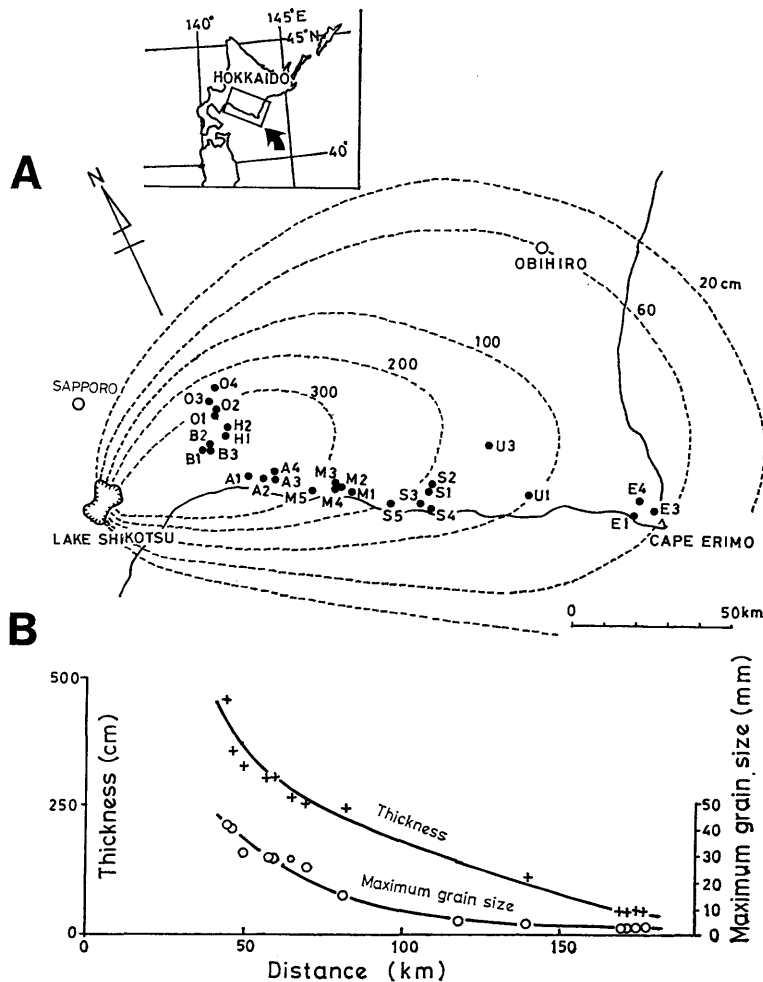 140° 145°E
45°N
HOKKAIDO
40°
A
N
20 cm
OBIHIRO
60
100
200
300
SAPPORO
O4
O3
O2
O1
H2
H1
B2
B1
B3
U3
A4
A1
A2
A3
M3
M2
M5
M4
M1
S2
S3
S1
S5
S4
U1
E4
E3
E1
LAKE SHIKOTSU
CAPE ERIMO
0 50km
B
500
250
0
Thickness (cm)
Thickness
Maximum grain size
50
40
30
20
10
0
Maximum grain size (mm)
0 50 100 150
Distance (km)